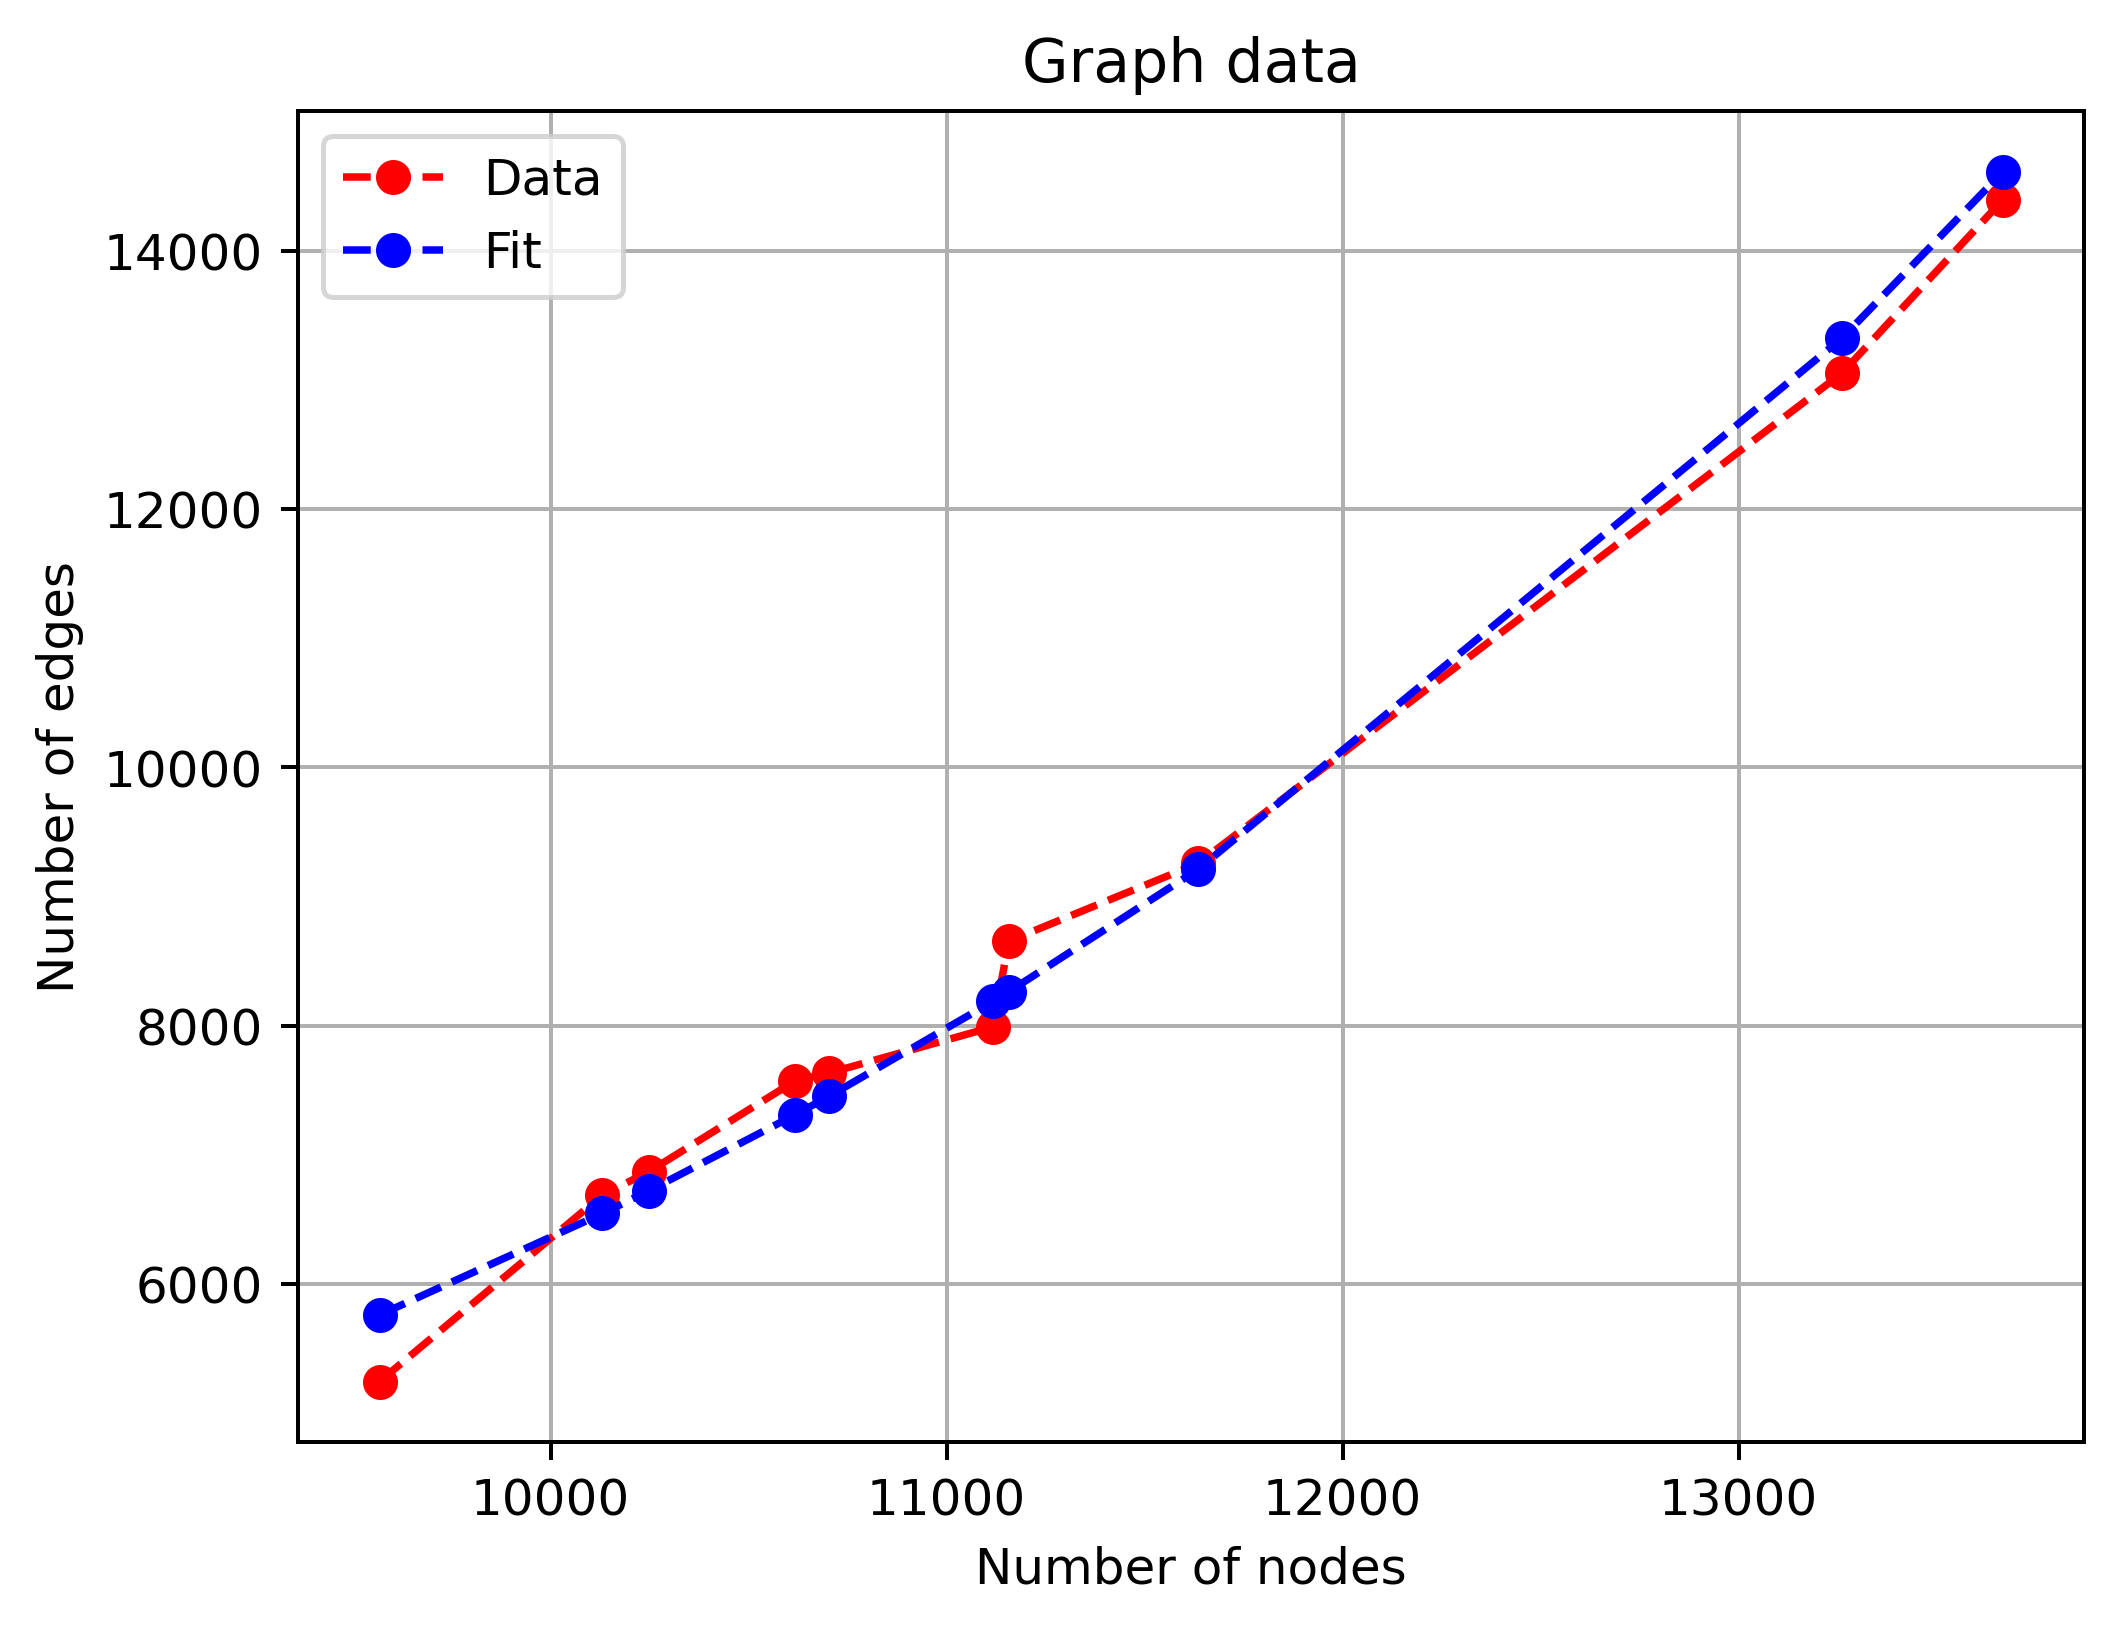 Graph data
Data
Fit
14000
12000
10000
8000
6000
Number of edges
10000 11000 12000 13000
Number of nodes